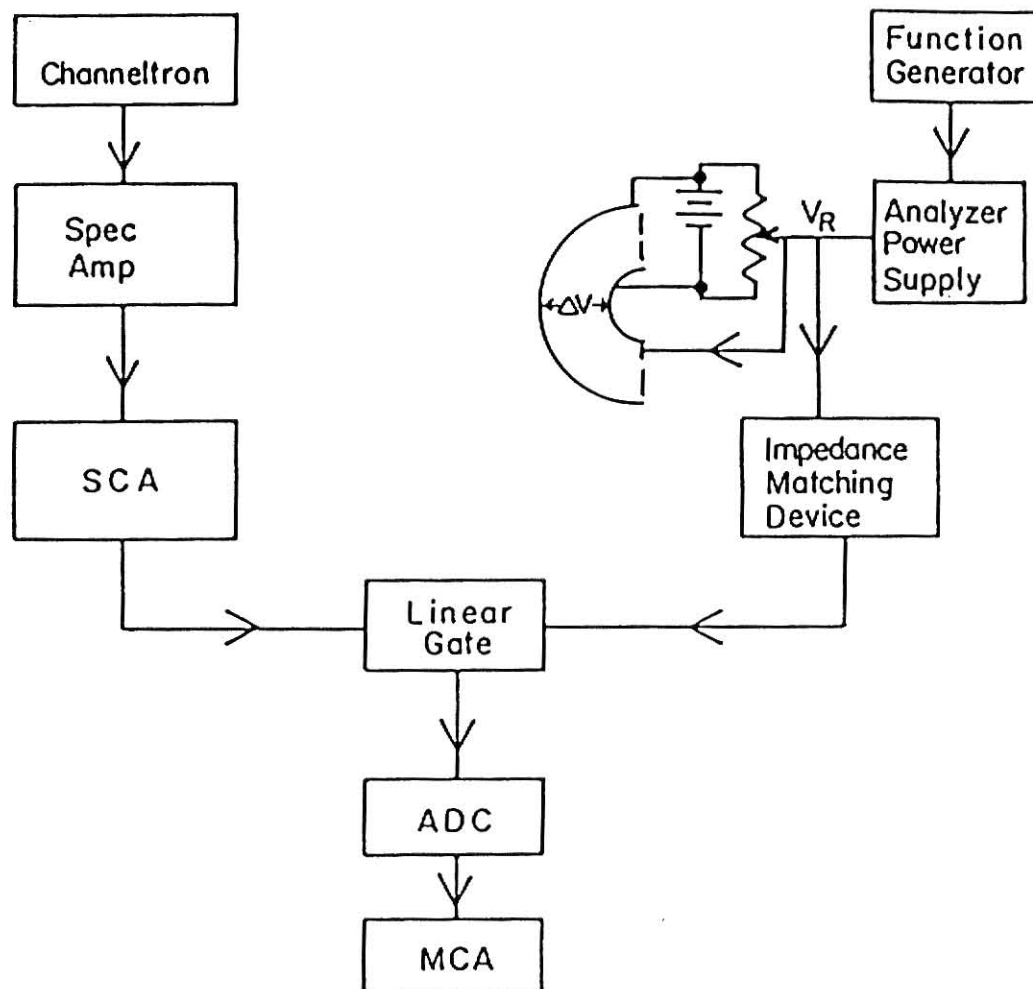 Channeltron
Function
Generator
Spec
Amp
V_R
Analyzer
Power
Supply
ΔV
SCA
Impedance
Matching
Device
Linear
Gate
ADC
MCA